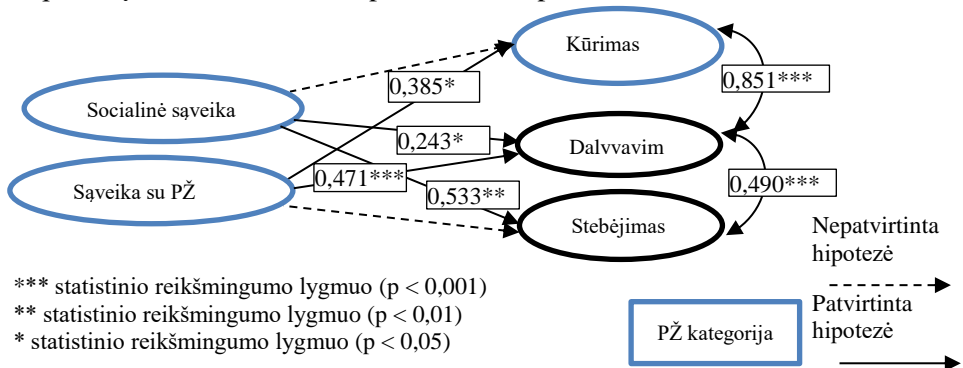 Kūrimas
0,851***
0,385*
Socialinė sąveika
0,243*
Dalvvavim
0,471***
Sąveika su PŽ
0,533**
0,490***
Stebėjimas
Nepatvirtinta
hipotezė
*** statistinio reikšmingumo lygmuo (p < 0,001)
** statistinio reikšmingumo lygmuo (p < 0,01)
* statistinio reikšmingumo lygmuo (p < 0,05)
PŽ kategorija
Patvirtinta
hipotezė